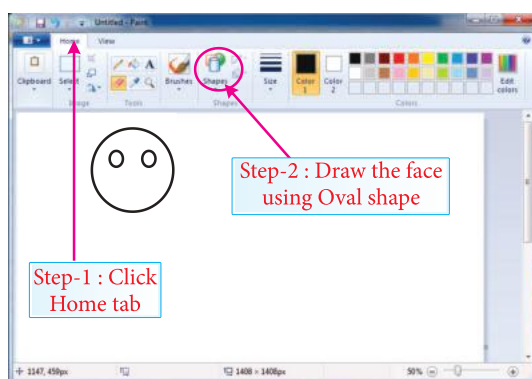 Untitled - Paint
Home View
Clipboard
Select
Brushes
Shapes
Size
Color 1
Color 2
Edit colors
Image
Tools
Shapes
Colors
Step-2 : Draw the face
using Oval shape
Step-1 : Click
Home tab
1147, 459px
1408 × 1408px
50%